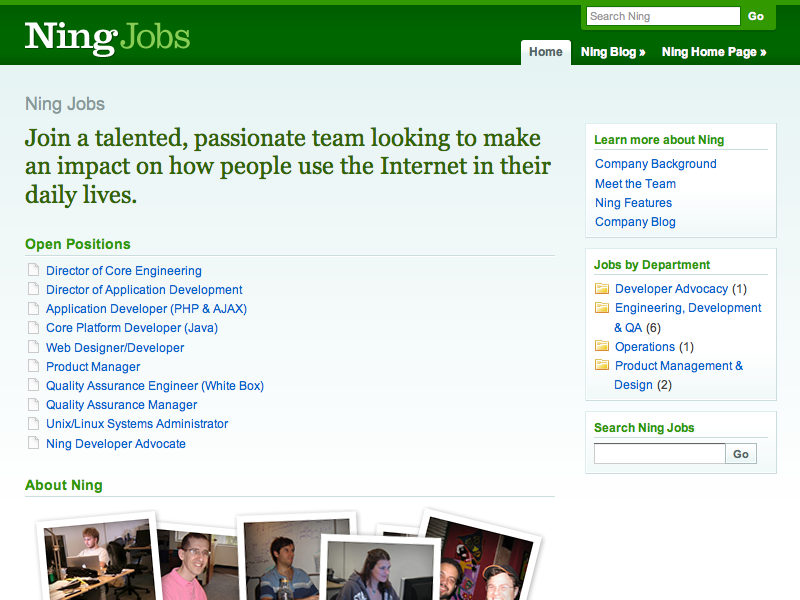 Ning Jobs
Search Ning
Go
Home
Ning Blog »
Ning Home Page »
Ning Jobs
Join a talented, passionate team looking to make
an impact on how people use the Internet in their
daily lives.
Open Positions
Director of Core Engineering
Director of Application Development
Application Developer (PHP & AJAX)
Core Platform Developer (Java)
Web Designer/Developer
Product Manager
Quality Assurance Engineer (White Box)
Quality Assurance Manager
Unix/Linux Systems Administrator
Ning Developer Advocate
About Ning
Learn more about Ning
Company Background
Meet the Team
Ning Features
Company Blog
Jobs by Department
Developer Advocacy (1)
Engineering, Development
& QA (6)
Operations (1)
Product Management &
Design (2)
Search Ning Jobs
Go